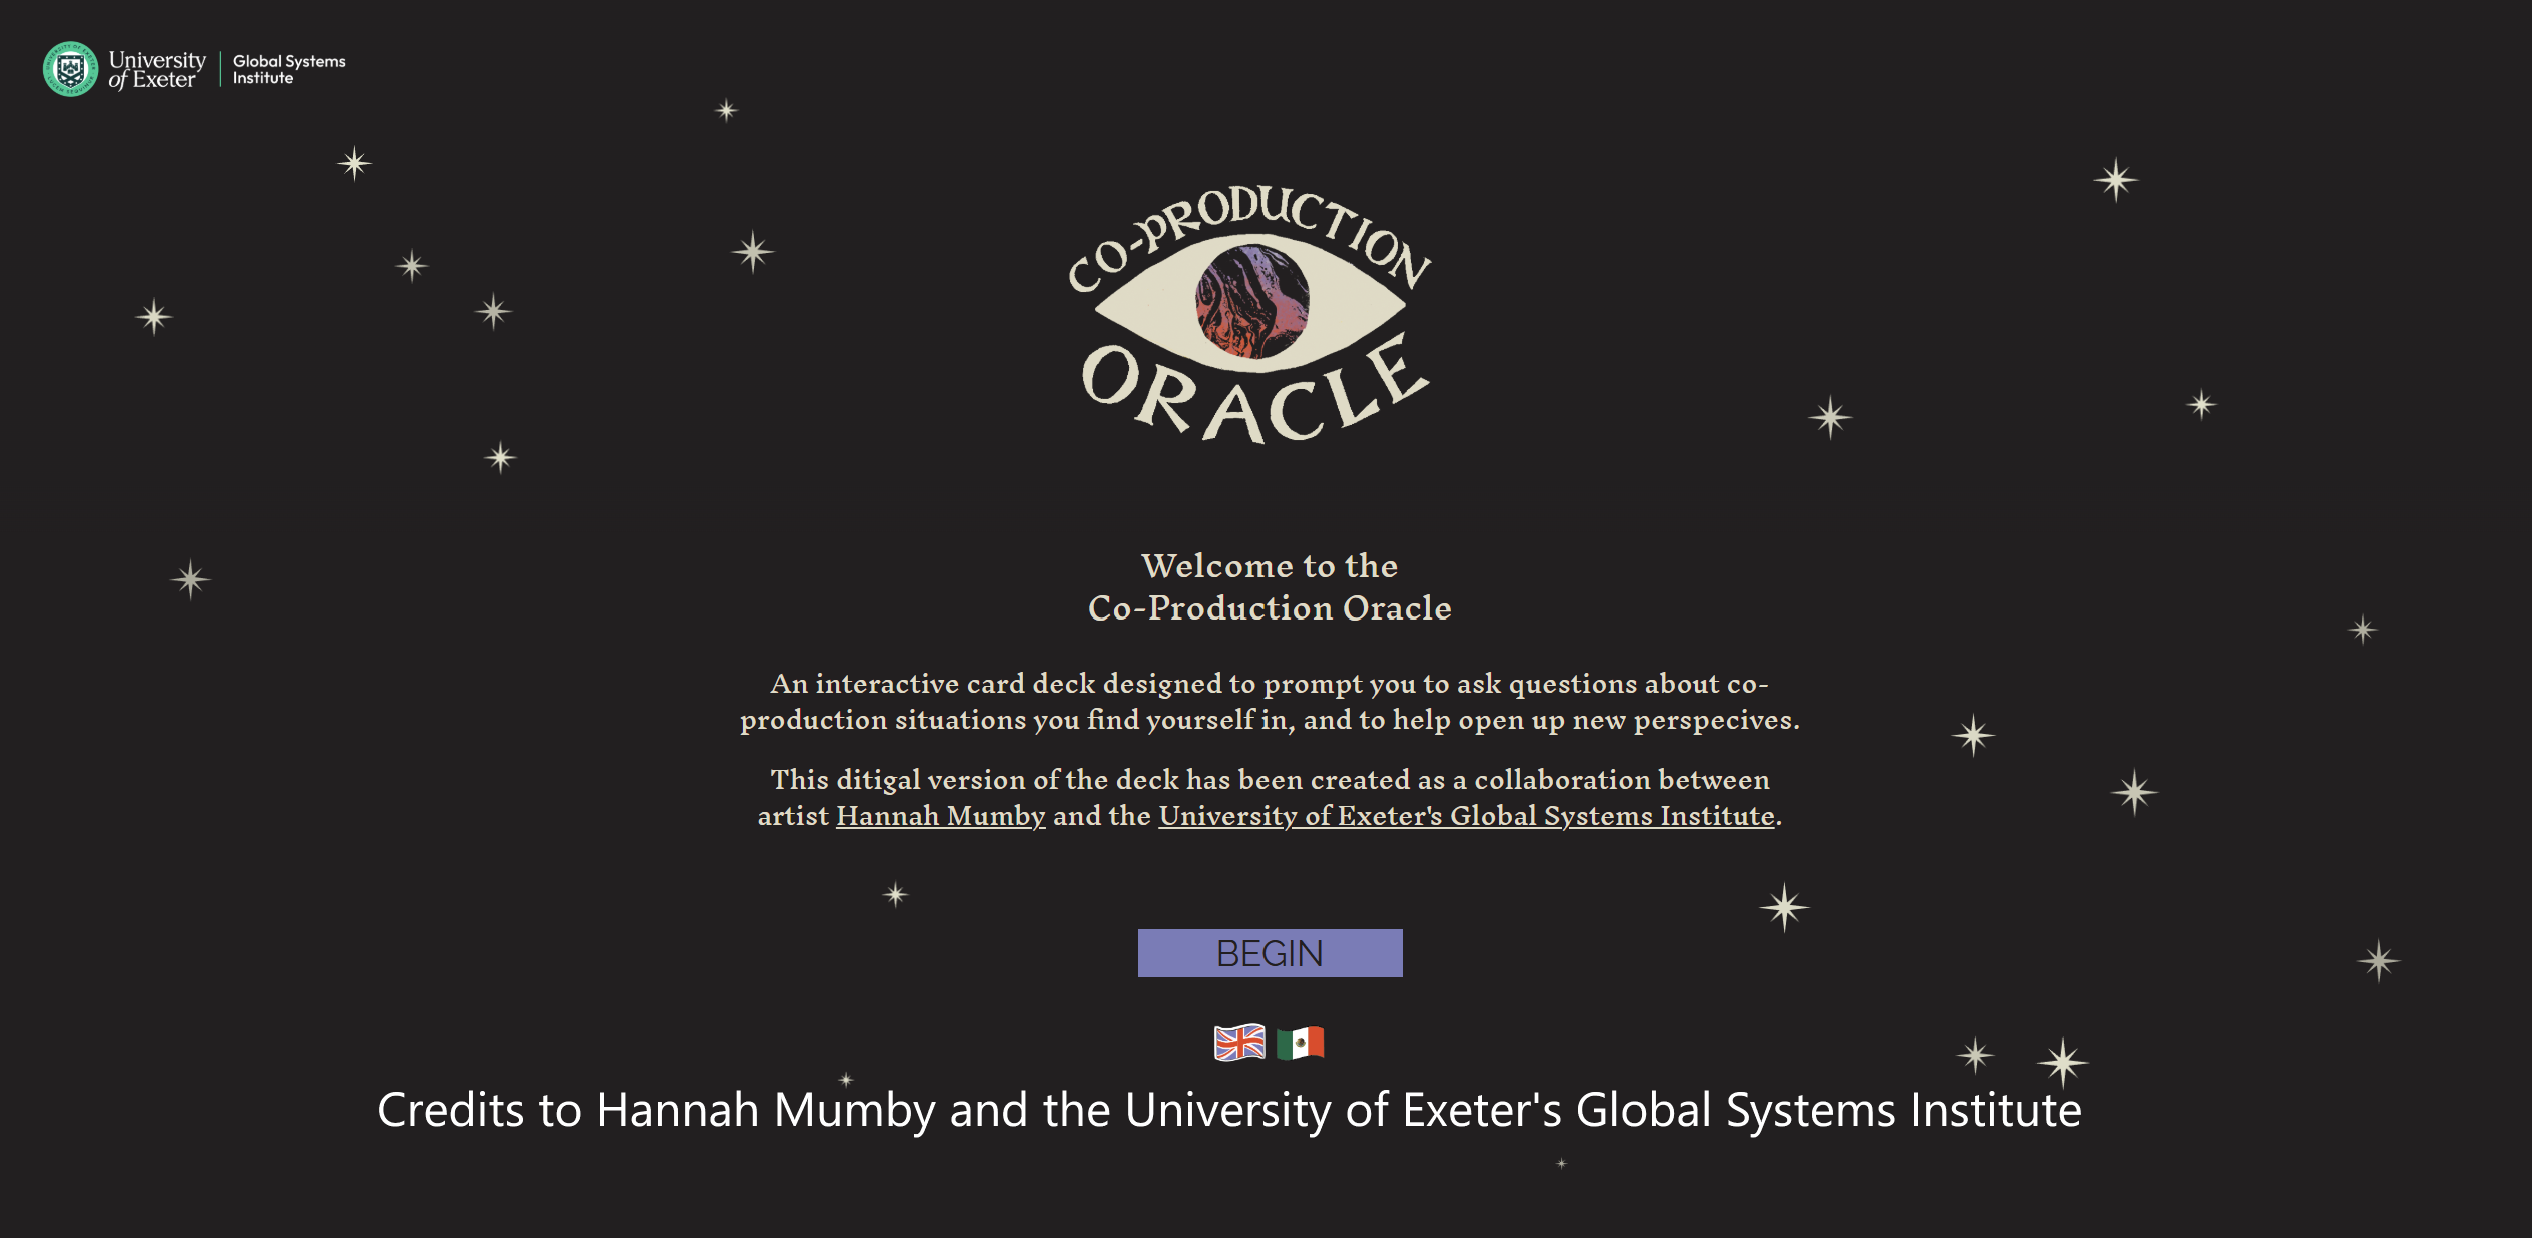 University
of Exeter
Global Systems
Institute
CO-PRODUCTION
ORACLE
Welcome to the
Co-Production Oracle
An interactive card deck designed to prompt you to ask questions about co-
production situations you find yourself in, and to help open up new perspecives.
This ditigal version of the deck has been created as a collaboration between
artist Hannah Mumby and the University of Exeter's Global Systems Institute.
BEGIN
Credits to Hannah Mumby and the University of Exeter's Global Systems Institute